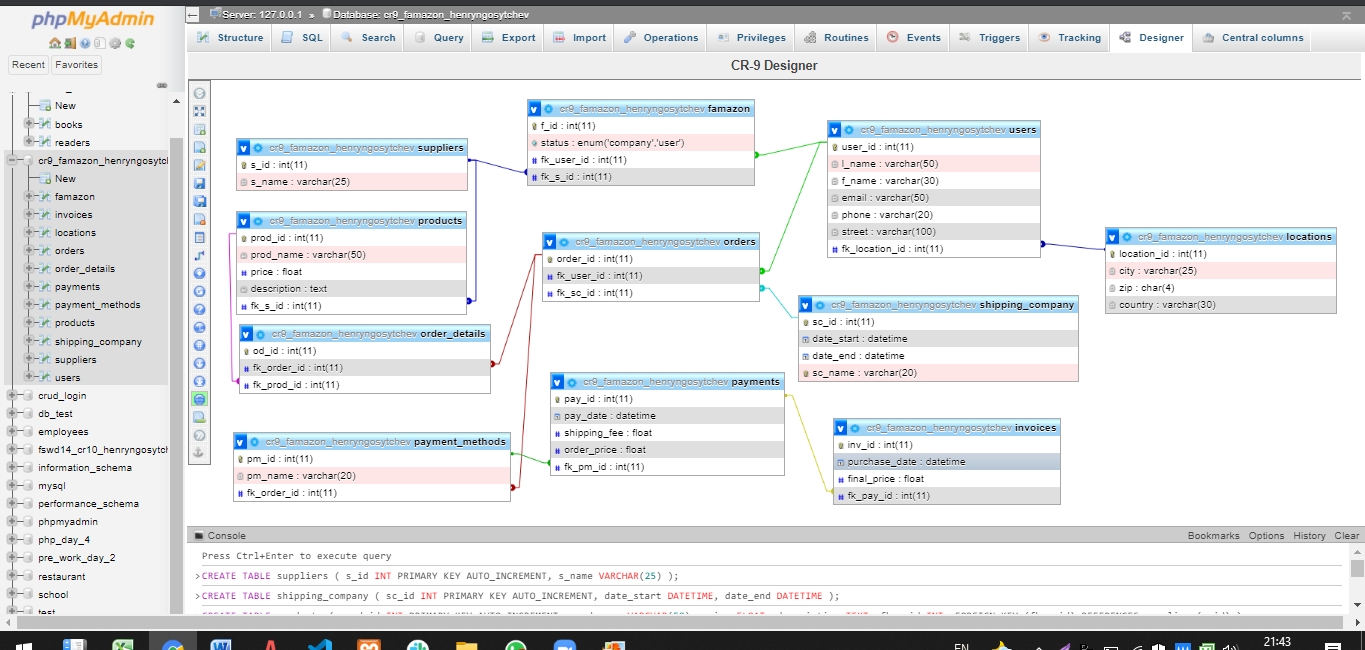 phpMyAdmin
Recent Favorites
New
books
readers
cr9_famazon_henryngosytcl
New
famazon
invoices
locations
orders
order_details
payments
payment_methods
products
shipping_company
suppliers
users
crud_login
db_test
employees
fswd14_cr10_henryngosytcl
information_schema
mysql
performance_schema
phpmyadmin
php_day_4
pre_work_day_2
restaurant
school
test
Server: 127.0.0.1 » Database: cr9_famazon_henryngosytchev
Structure SQL Search Query Export Import Operations Privileges Routines Events Triggers Tracking Designer Central columns
CR-9 Designer
v cr9_famazon_henryngosytchev suppliers
s_id : int(11)
s_name : varchar(25)
v cr9_famazon_henryngosytchev products
prod_id : int(11)
prod_name : varchar(50)
# price : float
description : text
# fk_s_id : int(11)
v cr9_famazon_henryngosytchev order_details
od_id : int(11)
# fk_order_id : int(11)
# fk_prod_id : int(11)
v cr9_famazon_henryngosytchev payment_methods
pm_id : int(11)
pm_name : varchar(20)
# fk_order_id : int(11)
v cr9_famazon_henryngosytchev famazon
f_id : int(11)
status : enum('company','user')
# fk_user_id : int(11)
# fk_s_id : int(11)
v cr9_famazon_henryngosytchev orders
order_id : int(11)
# fk_user_id : int(11)
# fk_sc_id : int(11)
v cr9_famazon_henryngosytchev payments
pay_id : int(11)
pay_date : datetime
# shipping_fee : float
# order_price : float
# fk_pm_id : int(11)
v cr9_famazon_henryngosytchev users
user_id : int(11)
l_name : varchar(50)
f_name : varchar(30)
email : varchar(50)
phone : varchar(20)
street : varchar(100)
# fk_location_id : int(11)
v cr9_famazon_henryngosytchev locations
location_id : int(11)
city : varchar(25)
zip : char(4)
country : varchar(30)
v cr9_famazon_henryngosytchev shipping_company
sc_id : int(11)
date_start : datetime
date_end : datetime
sc_name : varchar(20)
v cr9_famazon_henryngosytchev invoices
inv_id : int(11)
purchase_date : datetime
# final_price : float
# fk_pay_id : int(11)
Console Bookmarks Options History Clear
Press Ctrl+Enter to execute query
>CREATE TABLE suppliers ( s_id INT PRIMARY KEY AUTO_INCREMENT, s_name VARCHAR(25) );
>CREATE TABLE shipping_company ( sc_id INT PRIMARY KEY AUTO_INCREMENT, date_start DATETIME, date_end DATETIME );
EN
21:43